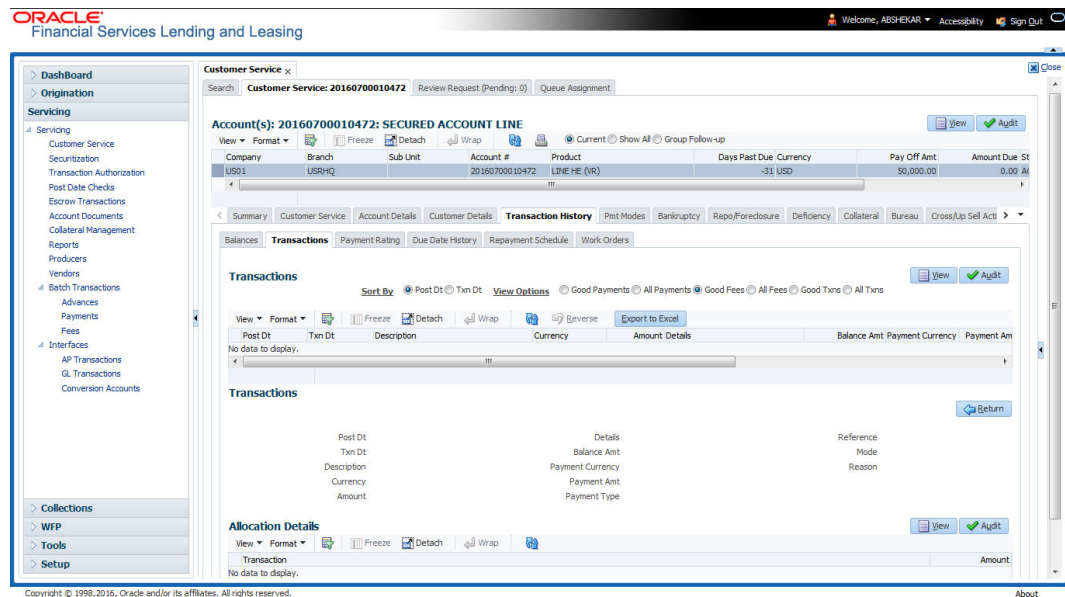 ORACLE
Financial Services Lending and Leasing
Welcome, ABSHEKAR Accessibility Sign Out
Close
DashBoard
Origination
Servicing
Servicing
Customer Service
Securitization
Transaction Authorization
Post Date Checks
Escrow Transactions
Account Documents
Collateral Management
Reports
Producers
Vendors
Batch Transactions
Advances
Payments
Fees
Interfaces
AP Transactions
GL Transactions
Conversion Accounts
Collections
WFP
Tools
Setup
Customer Service x
Search Customer Service: 20160700010472 Review Request (Pending: 0) Queue Assignment
Account(s): 20160700010472: SECURED ACCOUNT LINE
View Audit
View Format Freeze Detach Wrap Current Show All Group Follow-up
Company Branch Sub Unit Account # Product Days Past Due Currency Pay Off Amt Amount Due St
US01 USRHQ 20160700010472 LINE HE (VR) -31 USD 50,000.00 0.00 AC
Summary Customer Service Account Details Customer Details Transaction History Pmt Modes Bankruptcy Repo/Foreclosure Deficiency Collateral Bureau Cross/Up Sell Acti
Balances Transactions Payment Rating Due Date History Repayment Schedule Work Orders
Transactions
View Audit
Sort By Post Dt Txn Dt View Options Good Payments All Payments Good Fees All Fees Good Txns All Txns
View Format Freeze Detach Wrap Reverse Export to Excel
Post Dt Txn Dt Description Currency Amount Details Balance Amt Payment Currency Payment Am
No data to display.
Transactions
Return
Post Dt Details Reference
Txn Dt Balance Amt Mode
Description Payment Currency Reason
Currency Payment Amt
Amount Payment Type
Allocation Details
View Audit
View Format Freeze Detach Wrap
Transaction Amount
No data to display.
Copyright © 1998,2016, Oracle and/or its affiliates. All rights reserved.
About